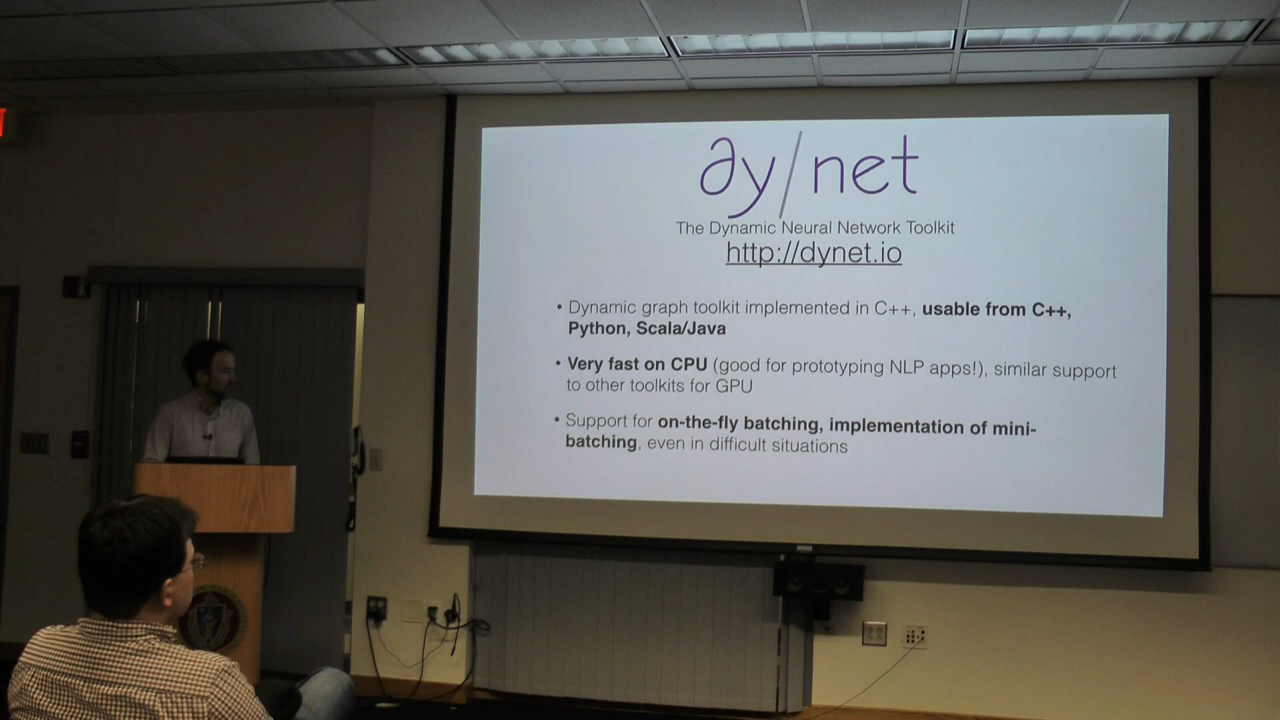 ∂y/net
The Dynamic Neural Network Toolkit
http://dynet.io
• Dynamic graph toolkit implemented in C++, usable from C++,
Python, Scala/Java
• Very fast on CPU (good for prototyping NLP apps!), similar support
to other toolkits for GPU
• Support for on-the-fly batching, implementation of mini-
batching, even in difficult situations